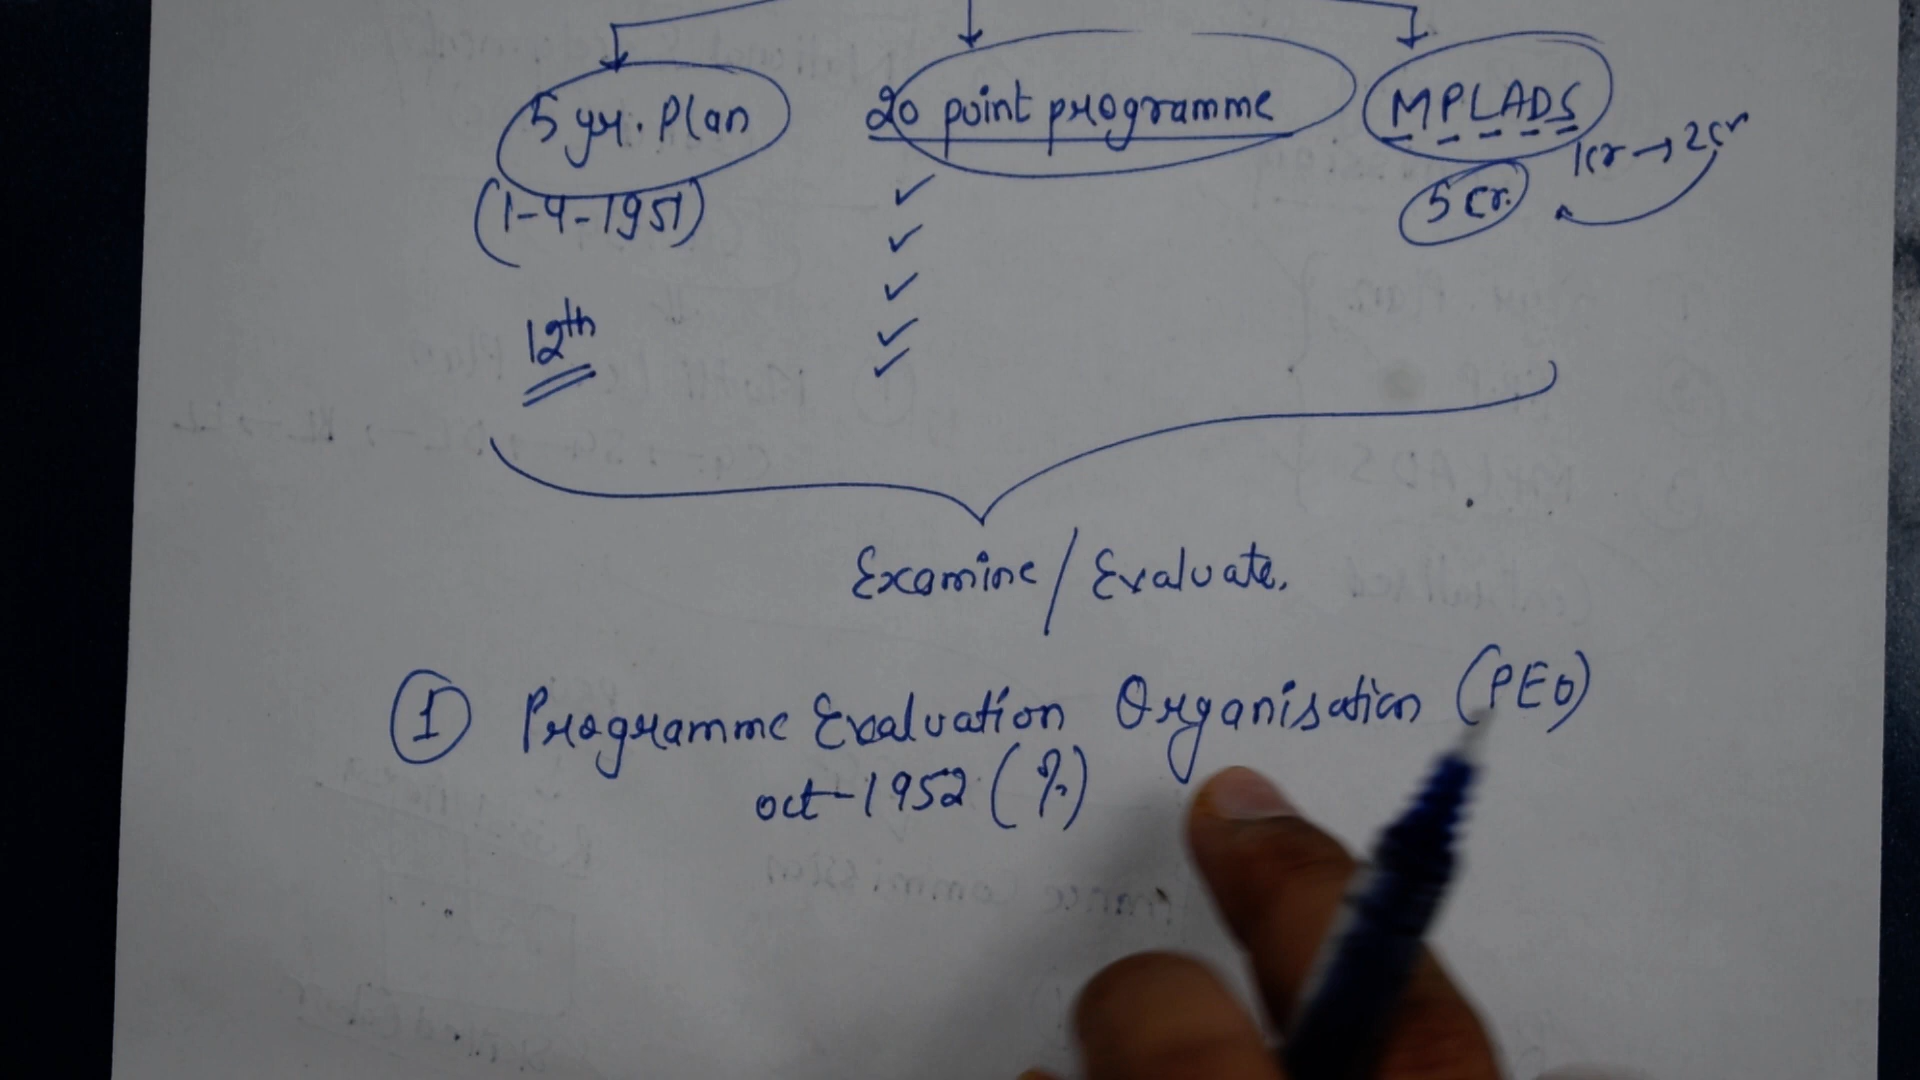 5 yr. Plan 20 point programme MPLADS
(1-4-1951) 5 Cr. 1cr → 2cr
12th
Examine / Evaluate.
1 Programme Evaluation Organisation (PEO)
oct-1952 (%)